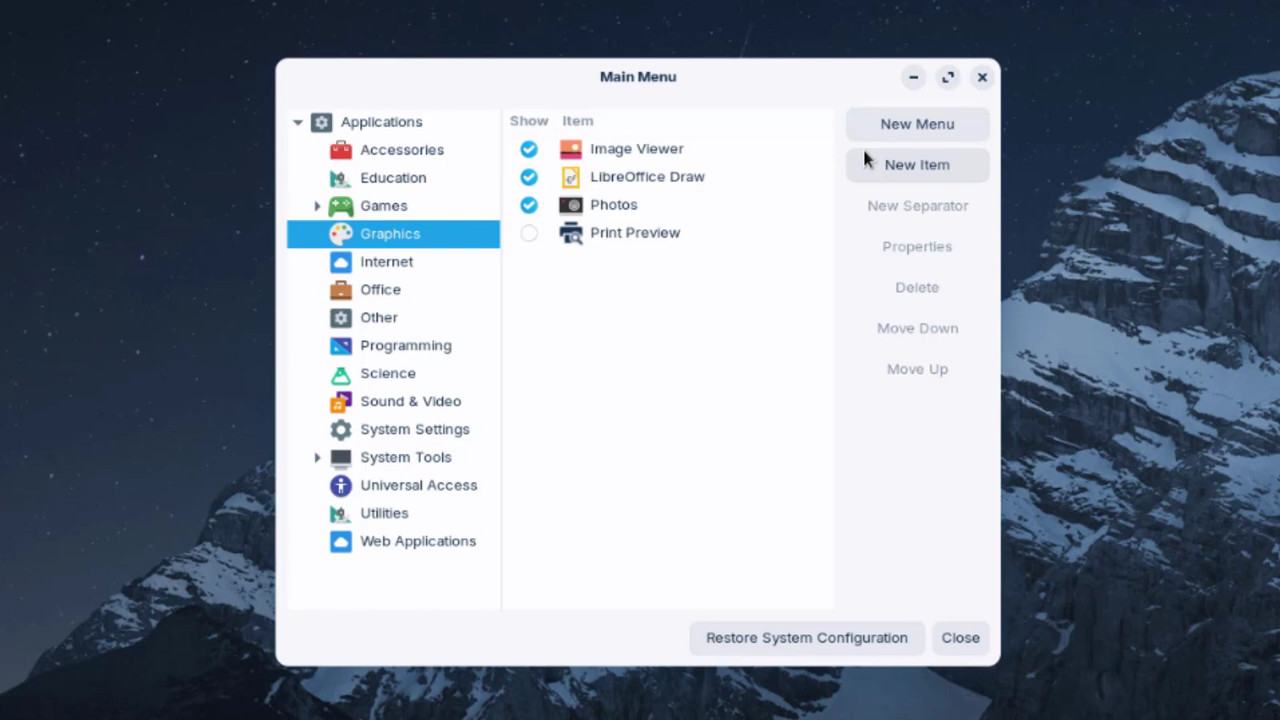 Main Menu
Applications
Accessories
Education
Games
Graphics
Internet
Office
Other
Programming
Science
Sound & Video
System Settings
System Tools
Universal Access
Utilities
Web Applications
Show Item
Image Viewer
LibreOffice Draw
Photos
Print Preview
New Menu
New Item
New Separator
Properties
Delete
Move Down
Move Up
Restore System Configuration
Close